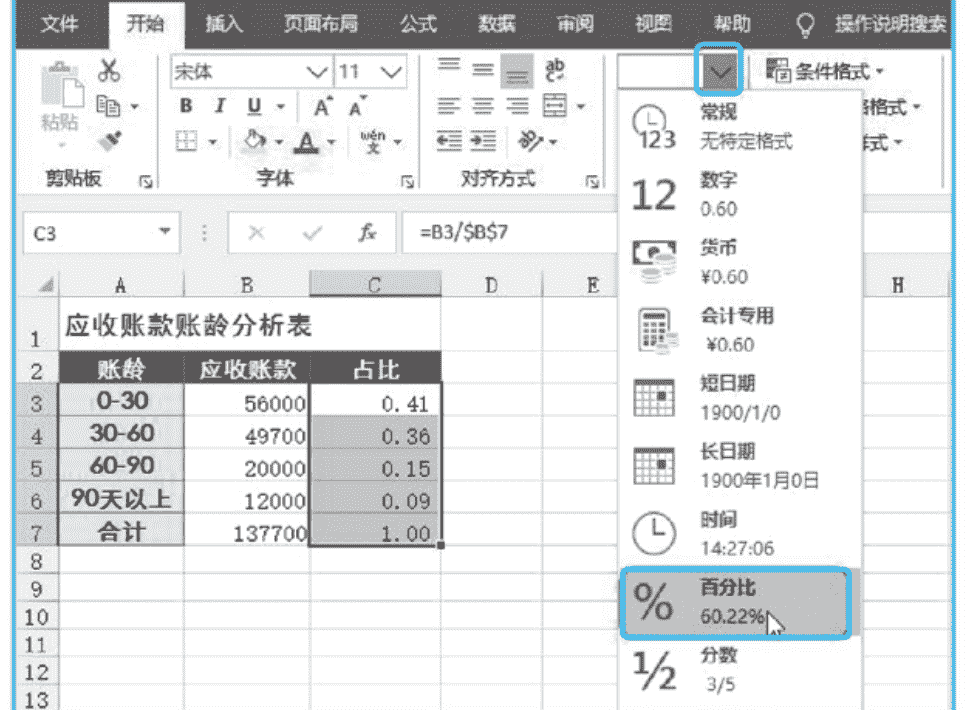 文件 开始 插入 页面布局 公式 数据 审阅 视图 帮助 操作说明搜索
宋体 11 ab 条件格式
粘贴 B I U A A 格式
A wén 文 式
剪贴板 字体 对齐方式
C3 fx =B3/$B$7
A B C D E H
1 应收账款账龄分析表
2 账龄 应收账款 占比
3 0-30 56000 0.41
4 30-60 49700 0.36
5 60-90 20000 0.15
6 90天以上 12000 0.09
7 合计 137700 1.00
8
9
10
11
12
13
123 常规
无特定格式
12 数字
0.60
货币
¥0.60
会计专用
¥0.60
短日期
1900/1/0
长日期
1900年1月0日
时间
14:27:06
% 百分比
60.22%
½ 分数
3/5